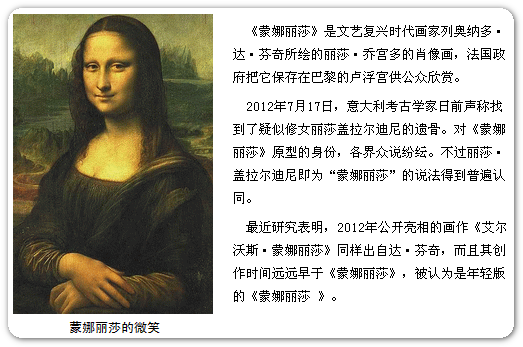 《蒙娜丽莎》是文艺复兴时代画家列奥纳多·
达·芬奇所绘的丽莎·乔宫多的肖像画，法国政
府把它保存在巴黎的卢浮宫供公众欣赏。
2012年7月17日，意大利考古学家日前声称找
到了疑似修女丽莎盖拉尔迪尼的遗骨。对《蒙娜
丽莎》原型的身份，各界众说纷纭。不过丽莎·
盖拉尔迪尼即为“蒙娜丽莎”的说法得到普遍认
同。
最近研究表明，2012年公开亮相的画作《艾尔
沃斯·蒙娜丽莎》同样出自达·芬奇，而且其创
作时间远远早于《蒙娜丽莎》，被认为是年轻版
的《蒙娜丽莎 》。
蒙娜丽莎的微笑